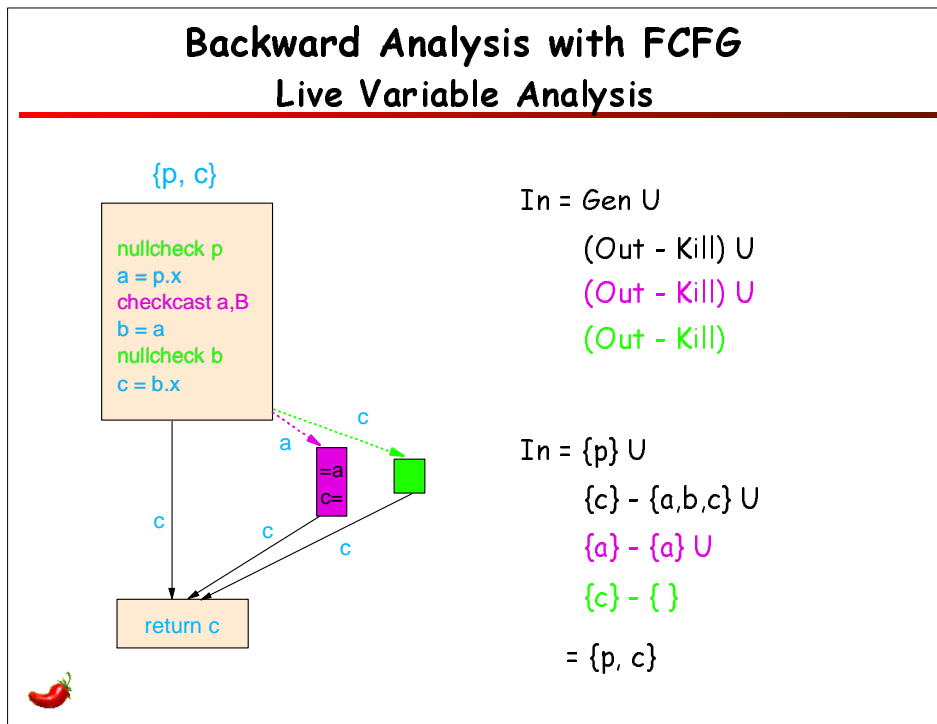 Backward Analysis with FCFG
Live Variable Analysis
{p, c}
nullcheck p
a = p.x
checkcast a,B
b = a
nullcheck b
c = b.x
c
a
=a
c=
c
c
c
return c
In = Gen U
(Out - Kill) U
(Out - Kill) U
(Out - Kill)
In = {p} U
{c} - {a,b,c} U
{a} - {a} U
{c} - { }
= {p, c}